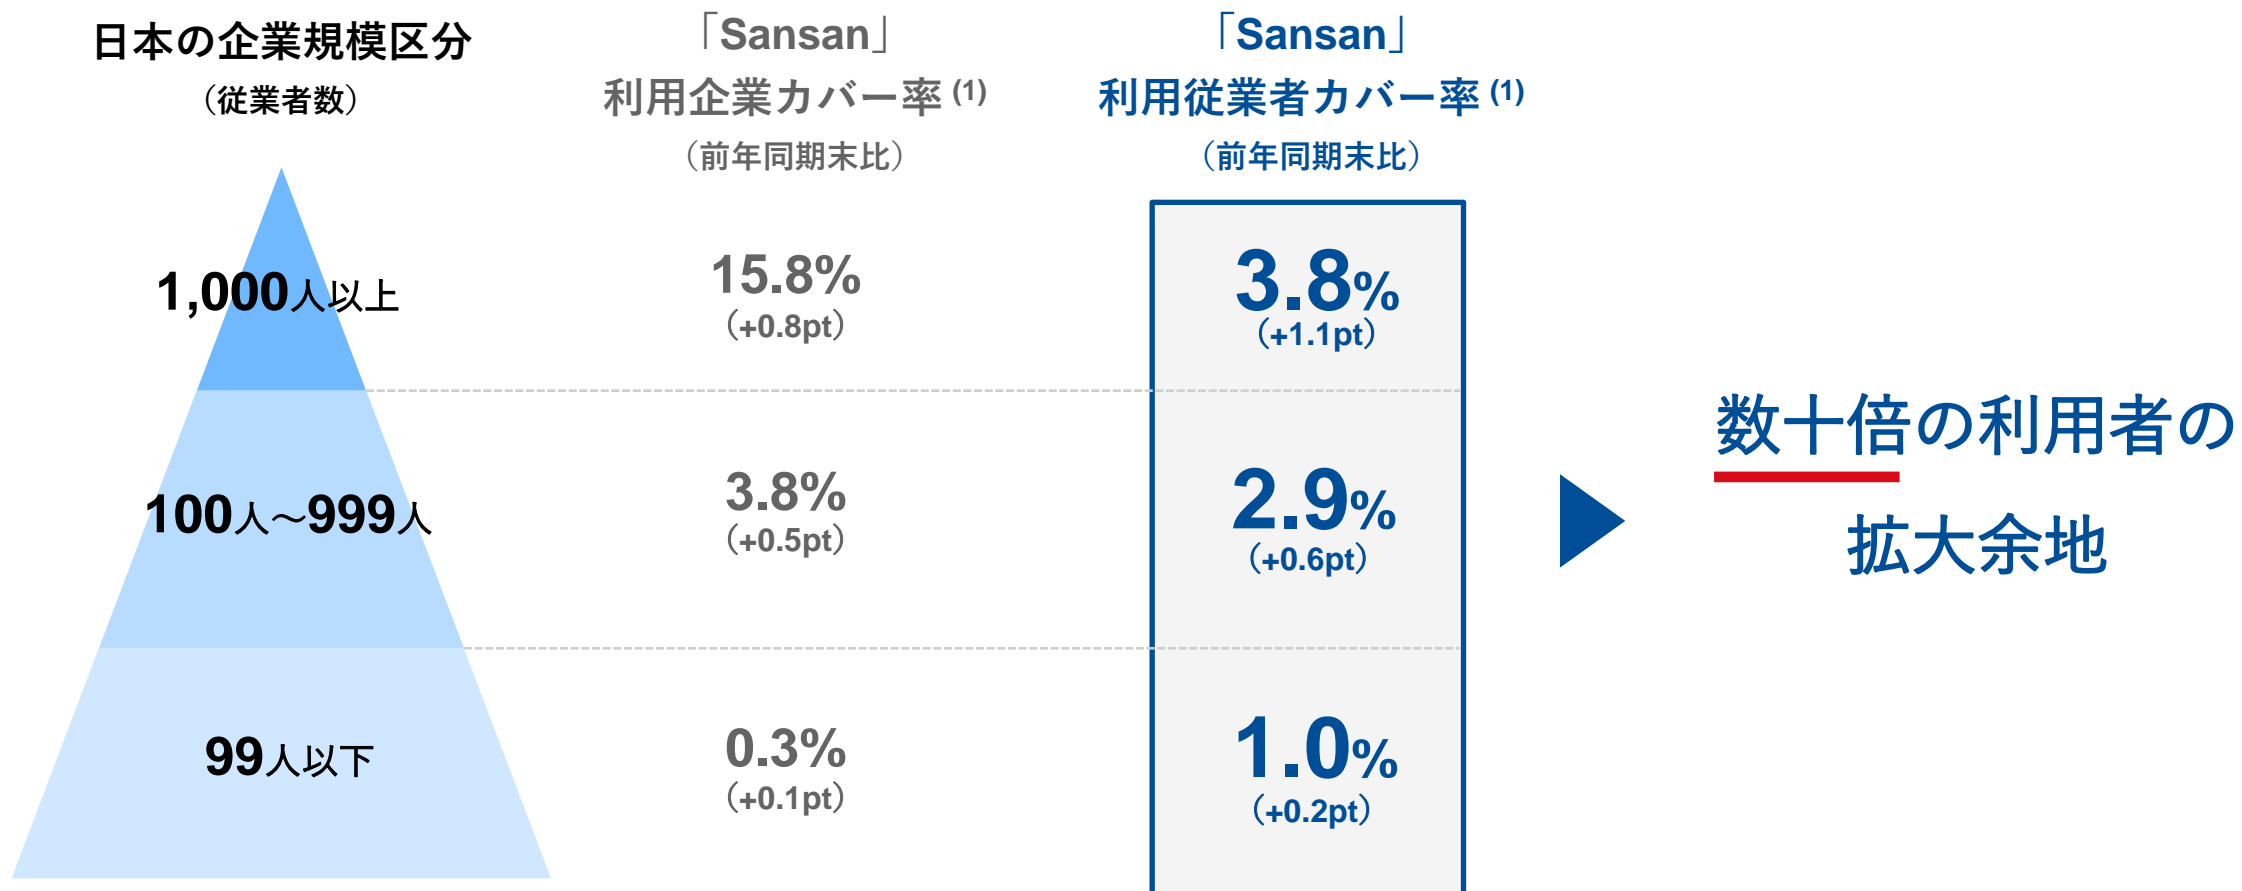 日本の企業規模区分
（従業者数）
「Sansan」
利用企業カバー率 (1)
（前年同期末比）
「Sansan」
利用従業者カバー率 (1)
（前年同期末比）
1,000人以上
15.8%
（+0.8pt）
3.8%
（+1.1pt）
100人～999人
3.8%
（+0.5pt）
2.9%
（+0.6pt）
99人以下
0.3%
（+0.1pt）
1.0%
（+0.2pt）
数十倍の利用者の
拡大余地